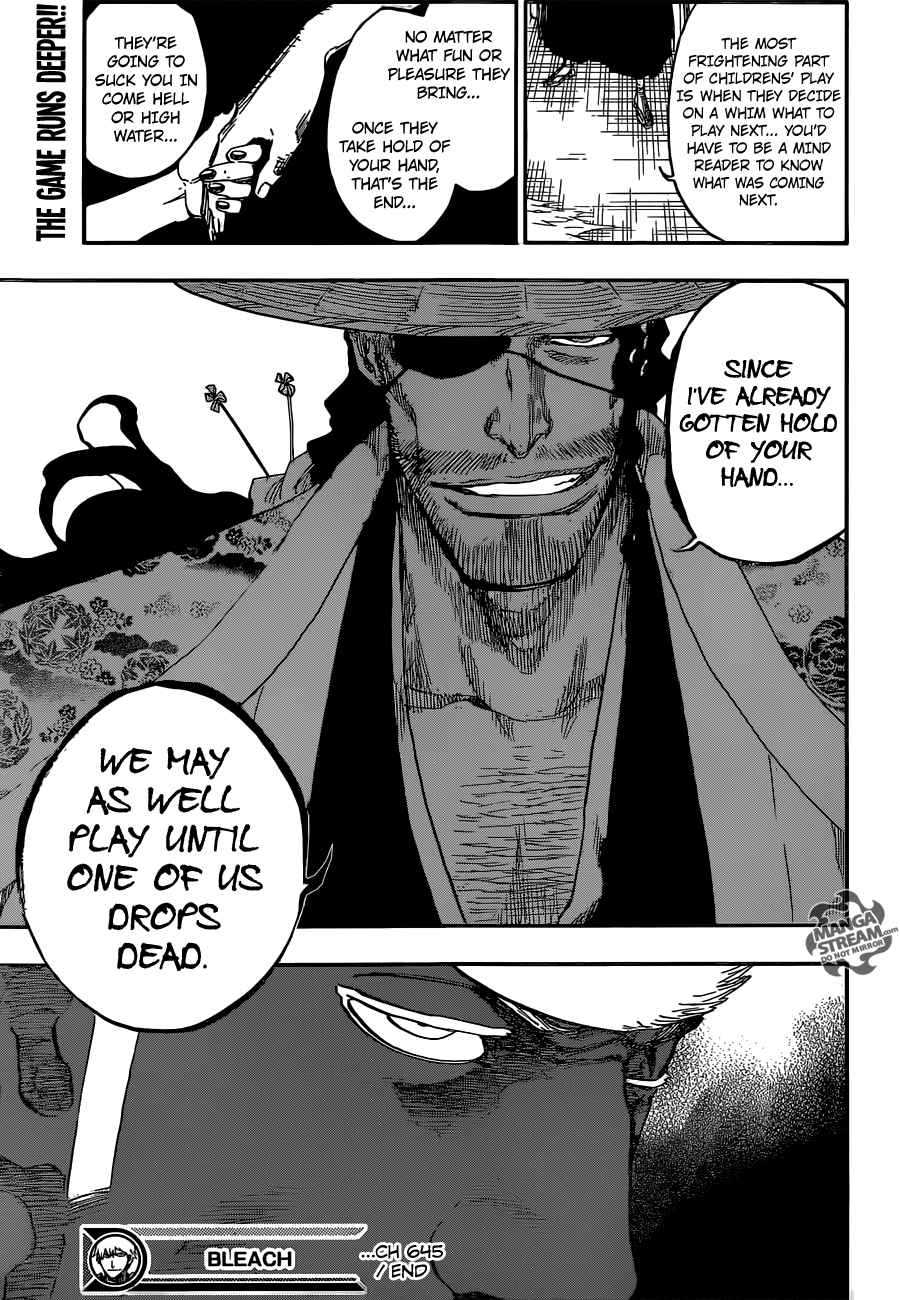 THE MOST
FRIGHTENING PART
OF CHILDRENS' PLAY
IS WHEN THEY DECIDE
ON A WHIM WHAT TO
PLAY NEXT... YOU'D
HAVE TO BE A MIND
READER TO KNOW
WHAT WAS COMING
NEXT.
NO MATTER
WHAT FUN OR
PLEASURE THEY
BRING...
ONCE THEY
TAKE HOLD OF
YOUR HAND,
THAT'S THE
END...
THEY'RE
GOING TO
SUCK YOU IN
COME HELL
OR HIGH
WATER...
THE GAME RUNS DEEPER!!
SINCE
I'VE ALREADY
GOTTEN HOLD
OF YOUR
HAND...
WE MAY
AS WELL
PLAY UNTIL
ONE OF US
DROPS
DEAD.
MANGA
STREAM.com
DO NOT MIRROR
BLEACH
...CH 645
/ END